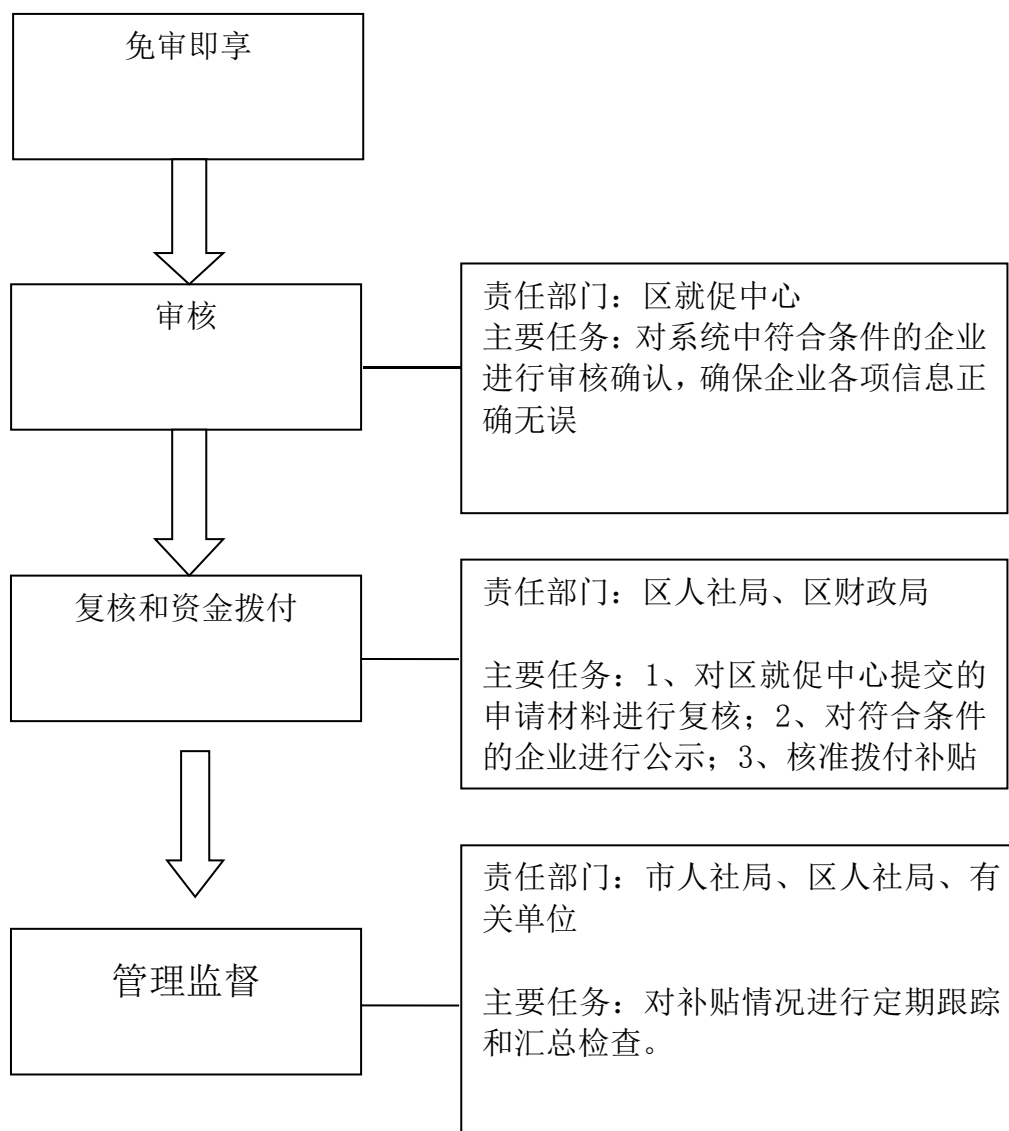 免审即享
审核
责任部门：区就促中心
主要任务：对系统中符合条件的企业
进行审核确认，确保企业各项信息正
确无误
复核和资金拨付
责任部门：区人社局、区财政局
主要任务：1、对区就促中心提交的
申请材料进行复核；2、对符合条件
的企业进行公示；3、核准拨付补贴
管理监督
责任部门：市人社局、区人社局、有
关单位
主要任务：对补贴情况进行定期跟踪
和汇总检查。